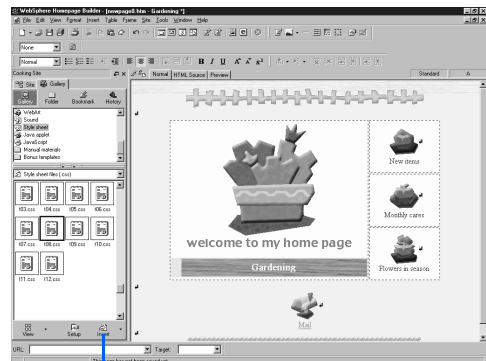 WebSphere Homepage Builder - [newpage8.htm - Gardening *]
File Edit View Format Insert Table Frame Site Tools Window Help
None
Normal
B I U
Cooking Site
Normal HTML Source Preview
Standard
A
Site Gallery
Gallery Folder Bookmark History
WebArt
Sound
Style sheet
Java applet
JavaScript
Manual materials
Bonus templates
Style sheet files (.css)
t03.css t04.css t05.css t06.css
t07.css t08.css t09.css t10.css
t11.css t12.css
New items
Monthly cares
Flowers in season
welcome to my home page
Gardening
Mail
View Setup Insert
URL: Target: